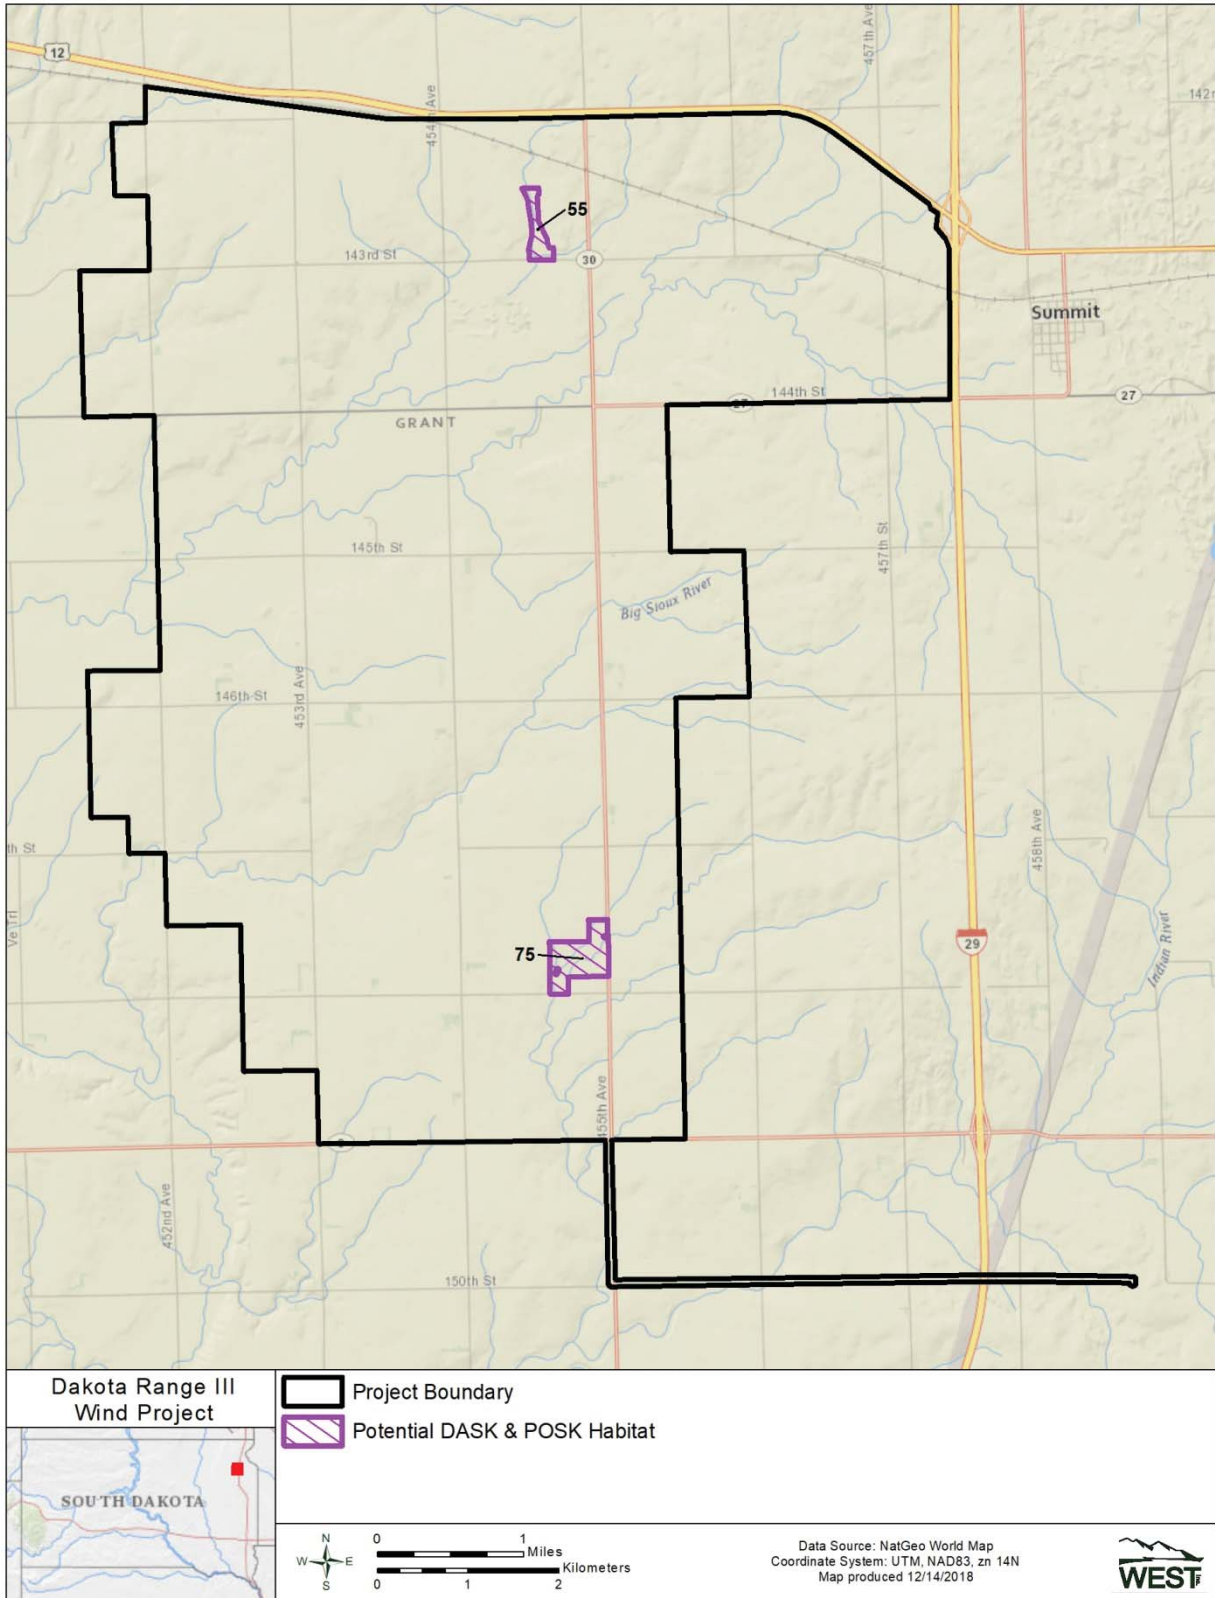 12
457th Ave
142n
454th Ave
55
143rd St
30
Summit
144th St
27
27
GRANT
145th St
457th St
Big Sioux River
146th St
453rd Ave
458th Ave
th St
Ve Trl
75
29
Indian River
455th Ave
452nd Ave
150th St
Dakota Range III
Wind Project
Project Boundary
Potential DASK & POSK Habitat
SOUTH DAKOTA
N
W E
S
0 1
Miles
Kilometers
0 1 2
Data Source: NatGeo World Map
Coordinate System: UTM, NAD83, zn 14N
Map produced 12/14/2018
WEST